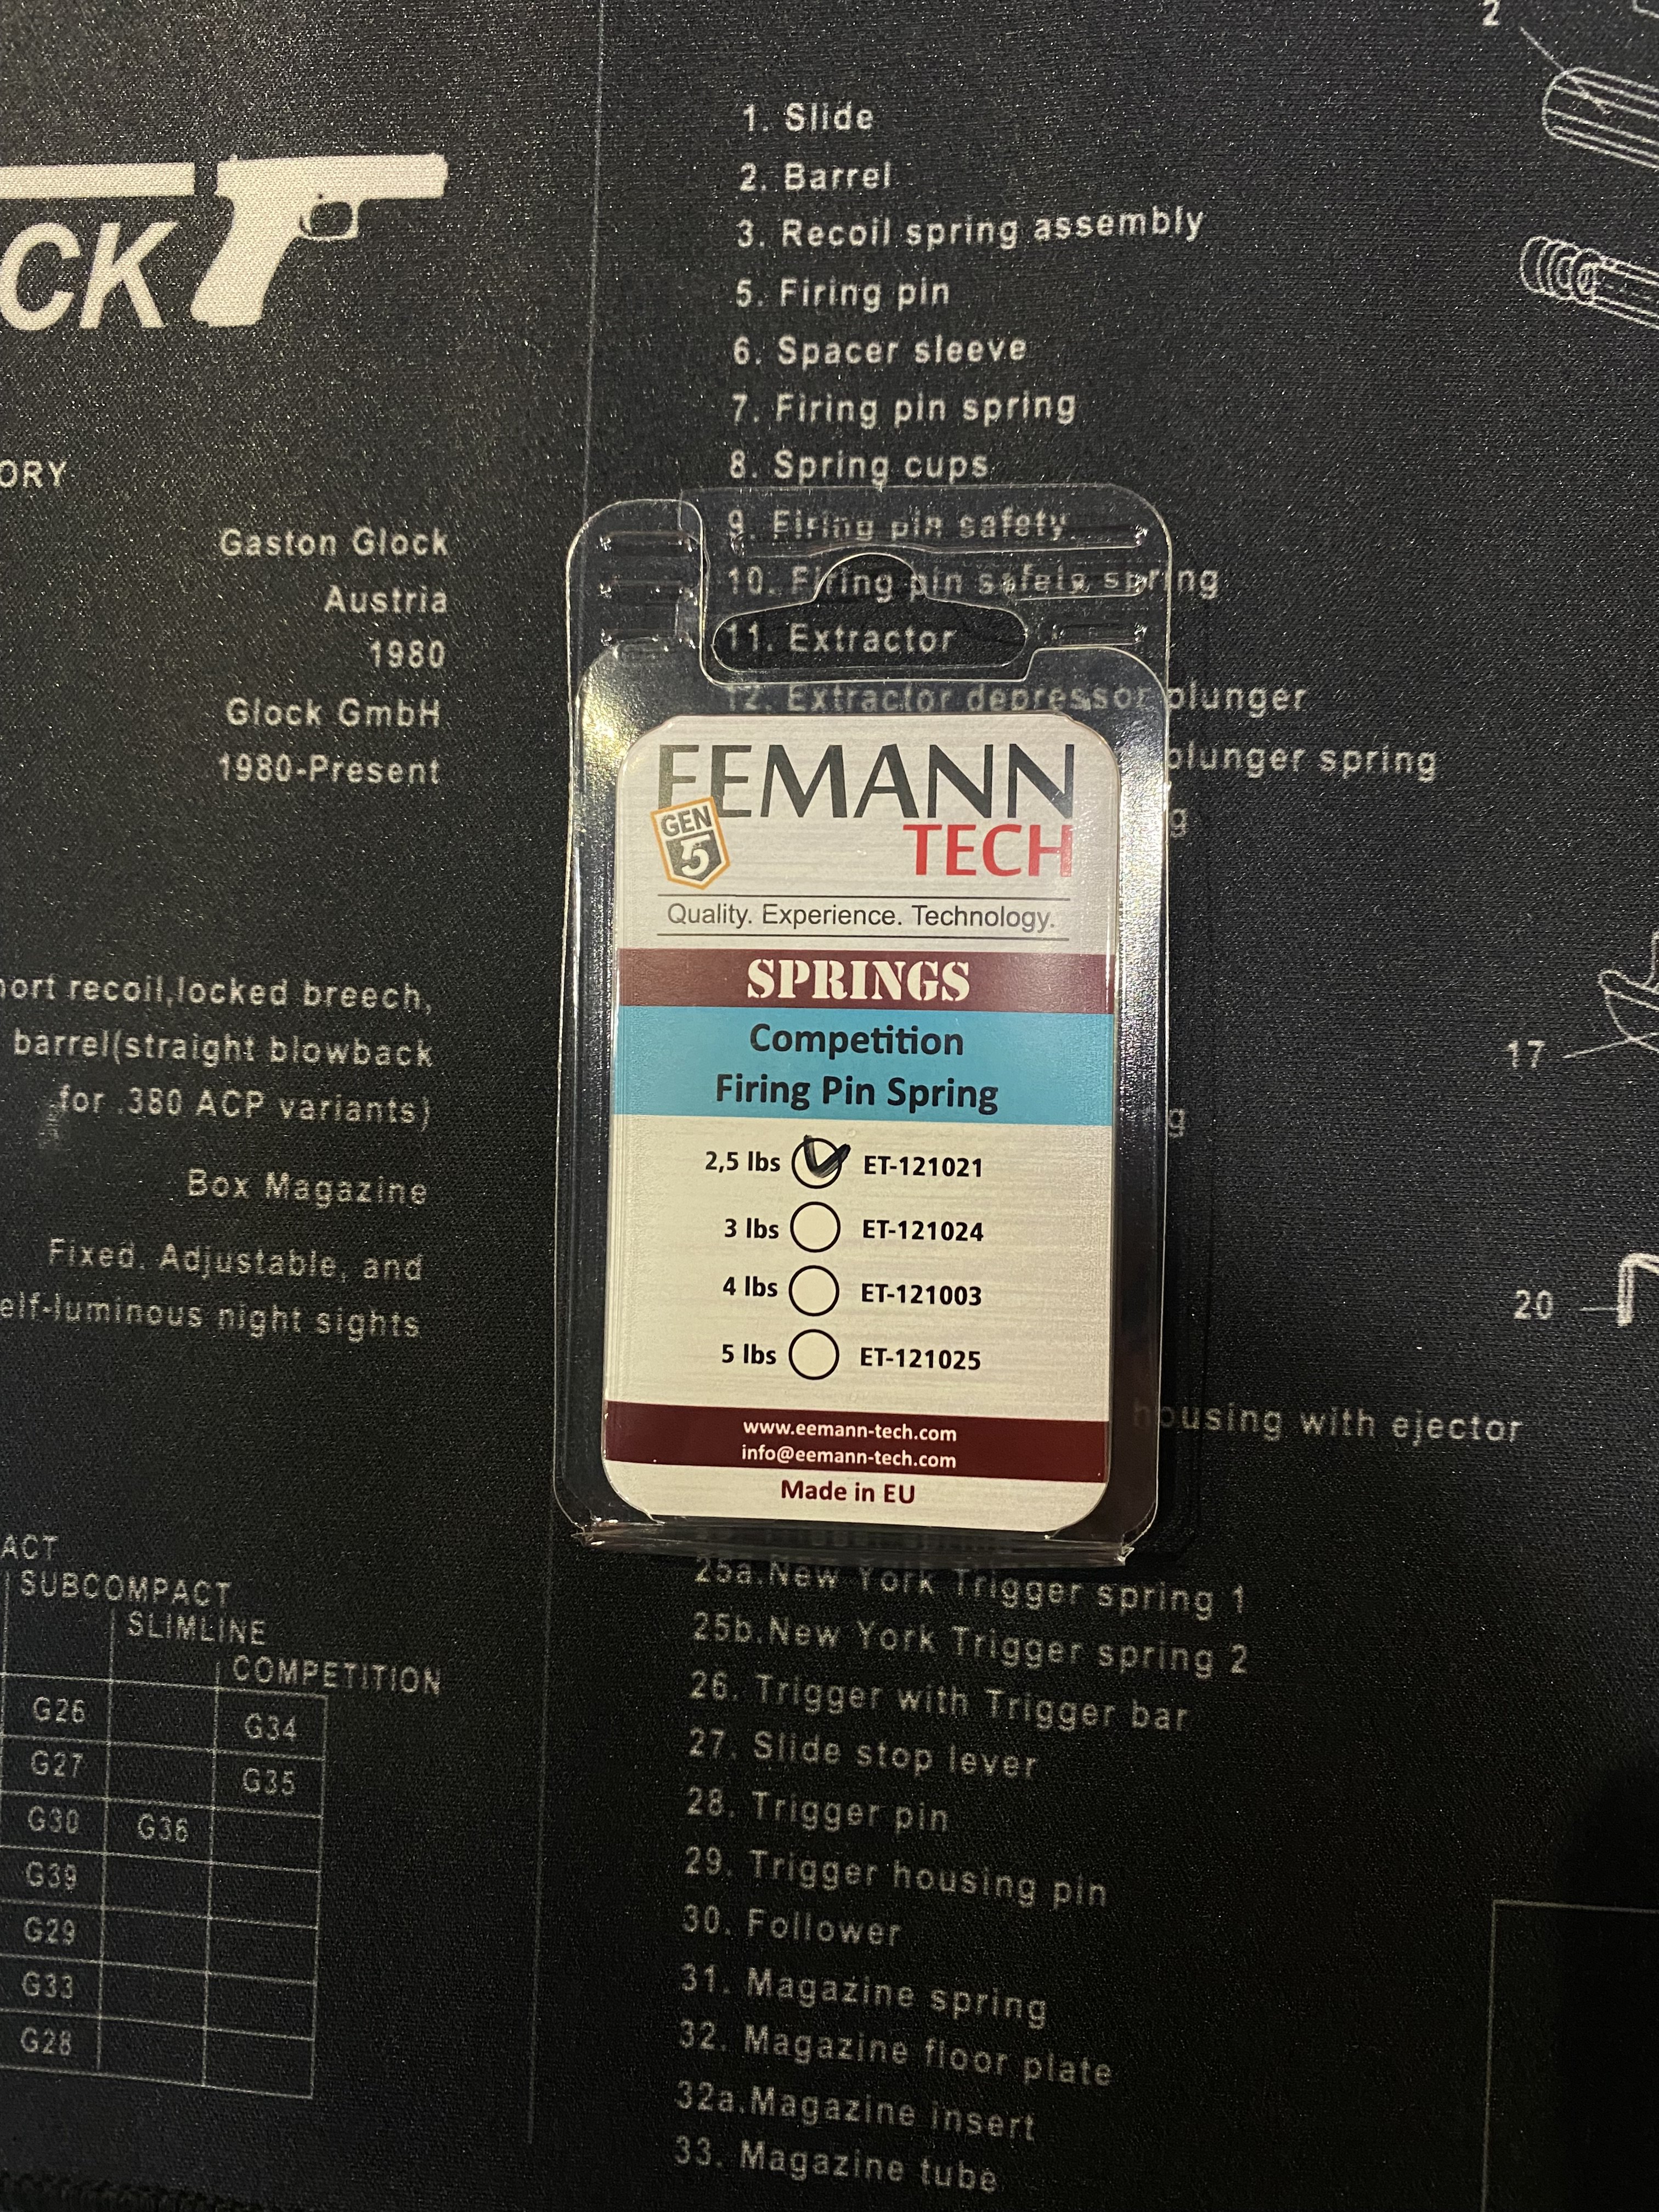 CK
ORY
Gaston Glock
Austria
1980
Glock GmbH
1980-Present
hort recoil,locked breech,
barrel(straight blowback
for .380 ACP variants)
Box Magazine
Fixed, Adjustable, and
elf-luminous night sights
ACT
SUBCOMPACT
SLIMLINE
COMPETITION
G26 G34
G27 G35
G30 G36
G39
G29
G33
G28
1. Slide
2. Barrel
3. Recoil spring assembly
5. Firing pin
6. Spacer sleeve
7. Firing pin spring
8. Spring cups
9. Firing pin safety
10. Firing pin safety spring
11. Extractor
12. Extractor depressor plunger
plunger spring
g
g
housing with ejector
25a.New York Trigger spring 1
25b.New York Trigger spring 2
26. Trigger with Trigger bar
27. Slide stop lever
28. Trigger pin
29. Trigger housing pin
30. Follower
31. Magazine spring
32. Magazine floor plate
32a.Magazine insert
33. Magazine tube
EEMANN
TECH
GEN
5
Quality. Experience. Technology.
SPRINGS
Competition
Firing Pin Spring
2,5 lbs ET-121021
3 lbs ET-121024
4 lbs ET-121003
5 lbs ET-121025
www.eemann-tech.com
info@eemann-tech.com
Made in EU
2
17
20